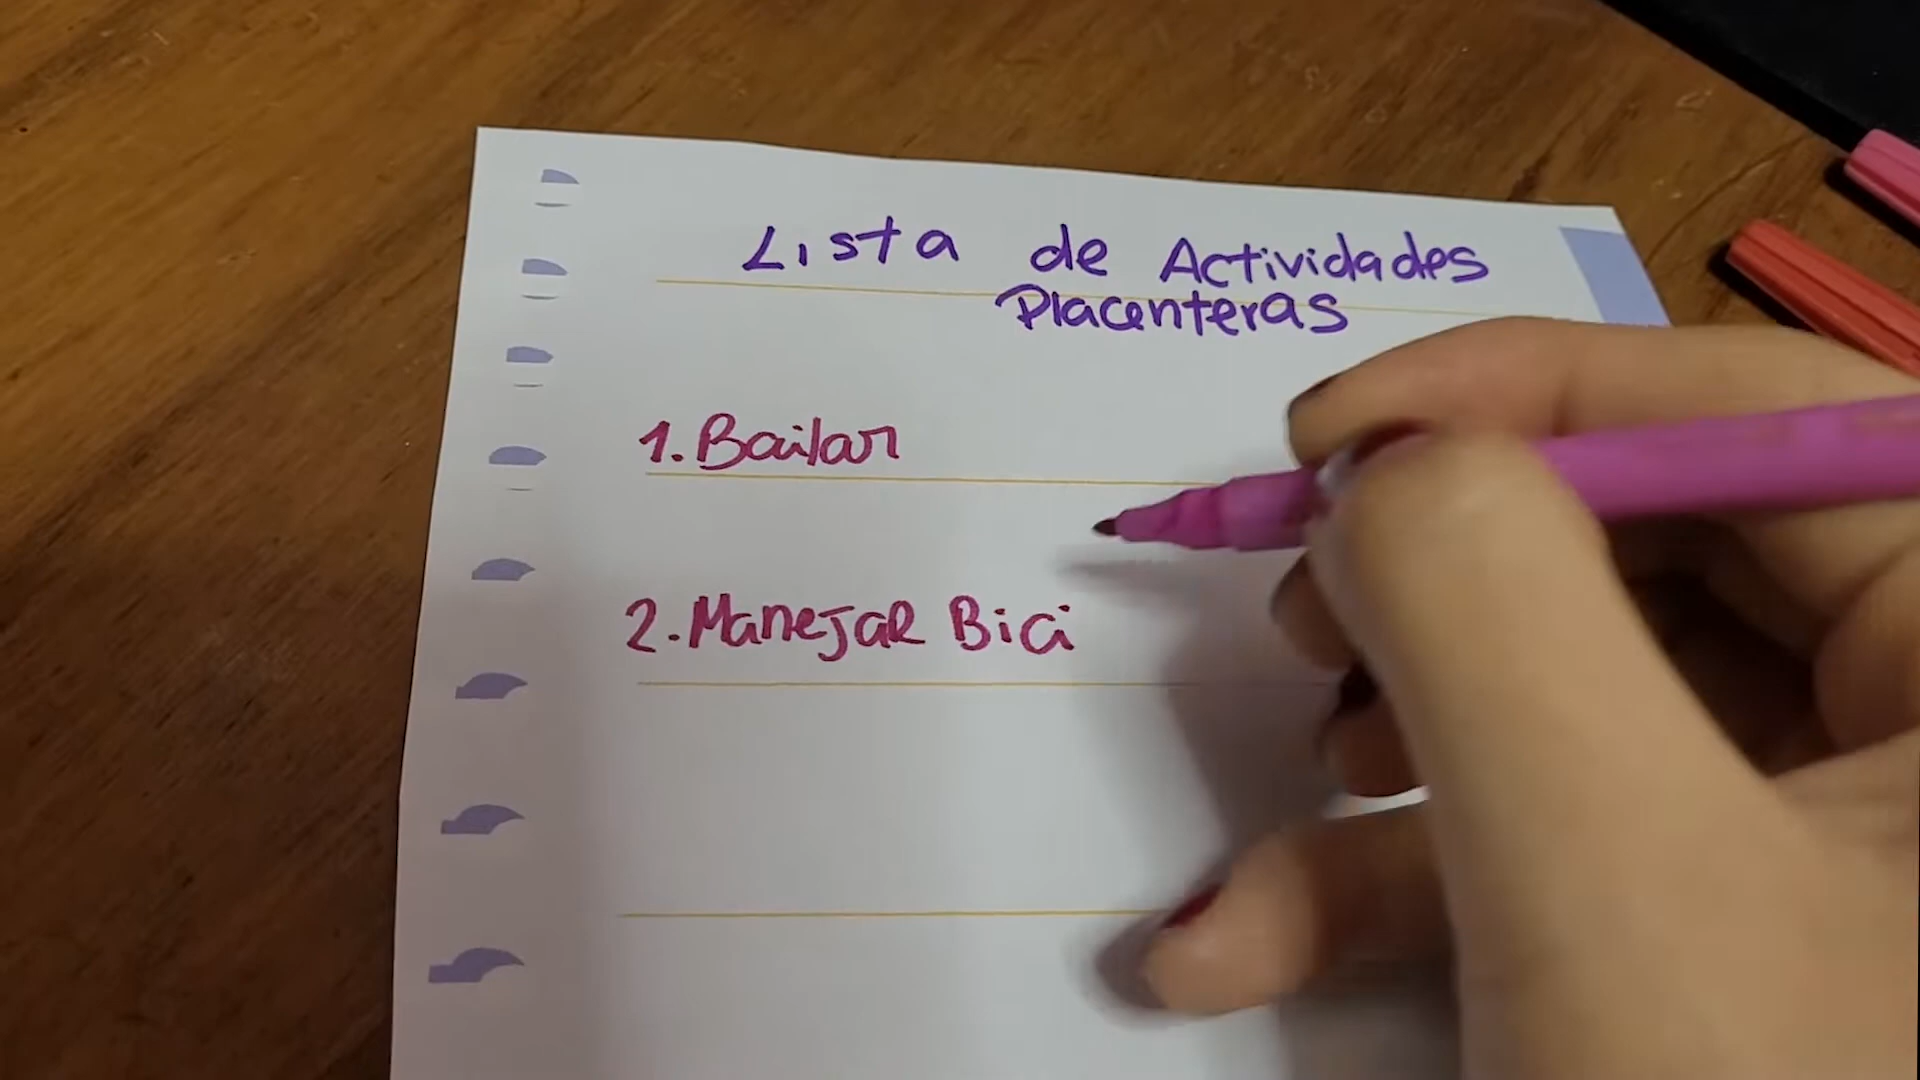 Lista de Actividades
Placenteras
1. Bailar
2. Manejar Bici